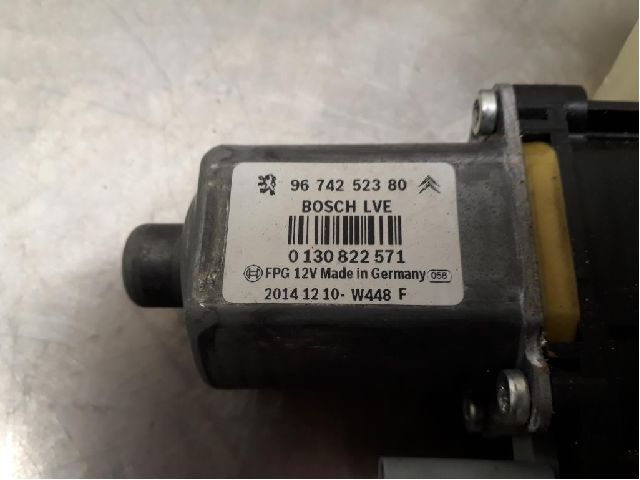 96 742 523 80
BOSCH LVE
0 130 822 571
FPG 12V Made in Germany 058
2014 12 10- W448 F